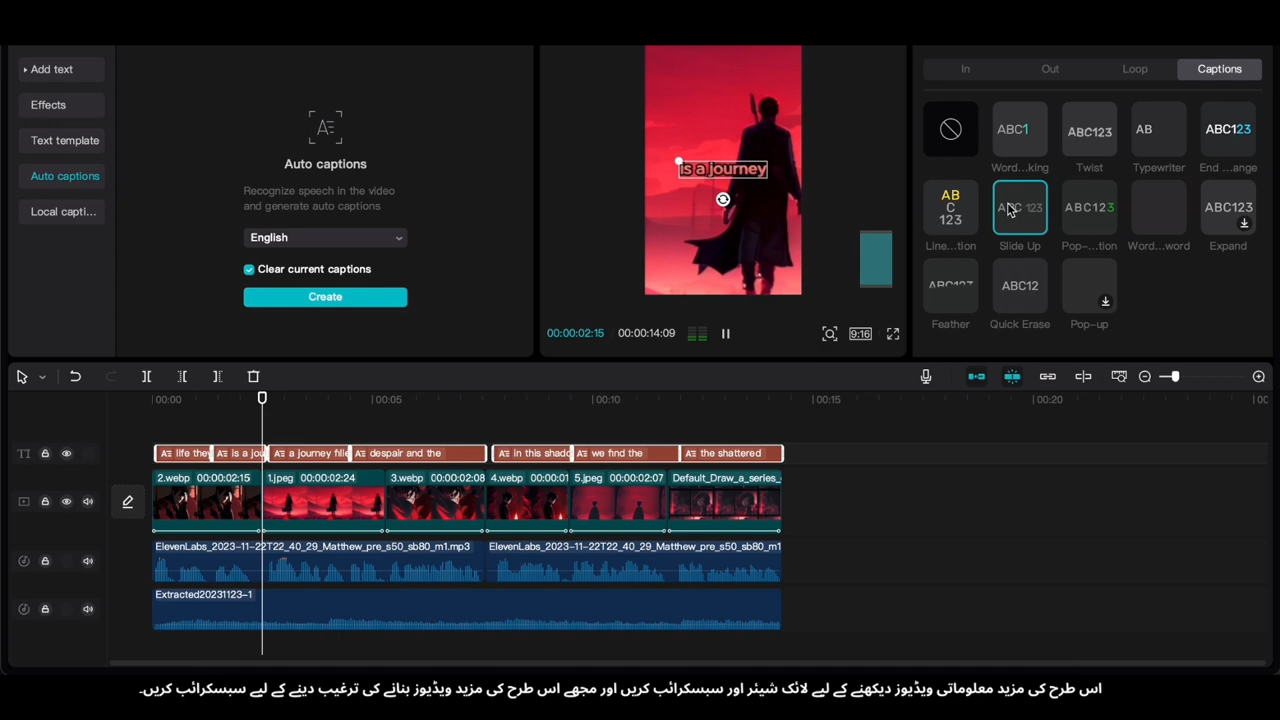 Add text
Effects
Text template
Auto captions
Local capti...
Auto captions
Recognize speech in the video
and generate auto captions
English
Clear current captions
Create
is a journey
00:00:02:15
00:00:14:09
9:16
In
Out
Loop
Captions
ABC1
ABC123
AB
ABC123
Word...king
Twist
Typewriter
End ...ange
AB
C
123
ABC 123
ABC123
ABC123
Line...tion
Slide Up
Pop-...tion
Word...word
Expand
ABC123
ABC12
Feather
Quick Erase
Pop-up
00:00
00:05
00:10
00:15
00:20
life they
is a jou
a journey fille
despair and the
in this shado
we find the
the shattered
2.webp 00:00:02:15
1.jpeg 00:00:02:24
3.webp 00:00:02:08
4.webp 00:00:01
5.jpeg 00:00:02:07
Default_Draw_a_series_
ElevenLabs_2023-11-22T22_40_29_Matthew_pre_s50_sb80_m1.mp3
ElevenLabs_2023-11-22T22_40_29_Matthew_pre_s50_sb80_m1
Extracted20231123-1
اس طرح کی مزید معلوماتی ویڈیوز دیکھنے کے لیے لائک شیئر اور سبسکرائب کریں اور مجھے اس طرح کی مزید ویڈیوز بنانے کی ترغیب دینے کے لیے سبسکرائب کریں۔